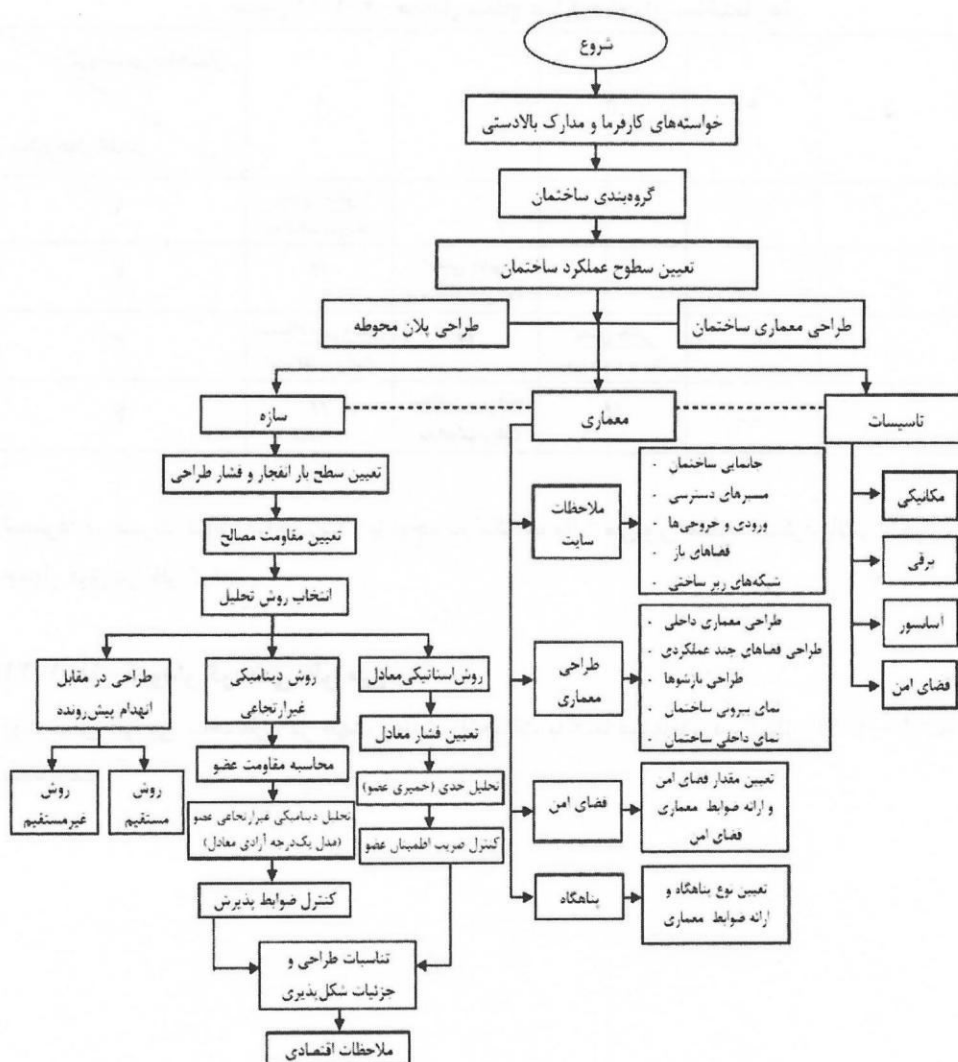 شروع
خواسته‌های کارفرما و مدارک بالادستی
گروه‌بندی ساختمان
تعیین سطوح عملکرد ساختمان
طراحی معماری ساختمان
طراحی پلان محوطه
تاسیسات
معماری
سازه
مکانیکی
برقی
آسانسور
فضای امن
ملاحظات
سایت
- جانمایی ساختمان
- مسیرهای دسترسی
- ورودی و خروجی‌ها
- فضاهای باز
- شبکه‌های زیر ساختی
طراحی
معماری
- طراحی معماری داخلی
- طراحی فضاهای چند عملکردی
- طراحی بازشوها
- نمای بیرونی ساختمان
- نمای داخلی ساختمان
فضای امن
تعیین مقدار فضای امن
و ارائه ضوابط معماری
فضای امن
پناهگاه
تعیین نوع پناهگاه و
ارائه ضوابط معماری
تعیین سطح بار انفجار و فشار طراحی
تعیین مقاومت مصالح
انتخاب روش تحلیل
روش استاتیکی معادل
تعیین فشار معادل
تحلیل حدی (خمیری عضو)
کنترل ضریب اطمینان عضو
روش دینامیکی
غیرارتجاعی
محاسبه مقاومت عضو
تحلیل دینامیکی غیرارتجاعی عضو
(مدل یک‌درجه آزادی معادل)
کنترل ضوابط پذیرش
طراحی در مقابل
انهدام پیش‌رونده
روش
مستقیم
روش
غیرمستقیم
تناسبات طراحی و
جزئیات شکل‌پذیری
ملاحظات اقتصادی